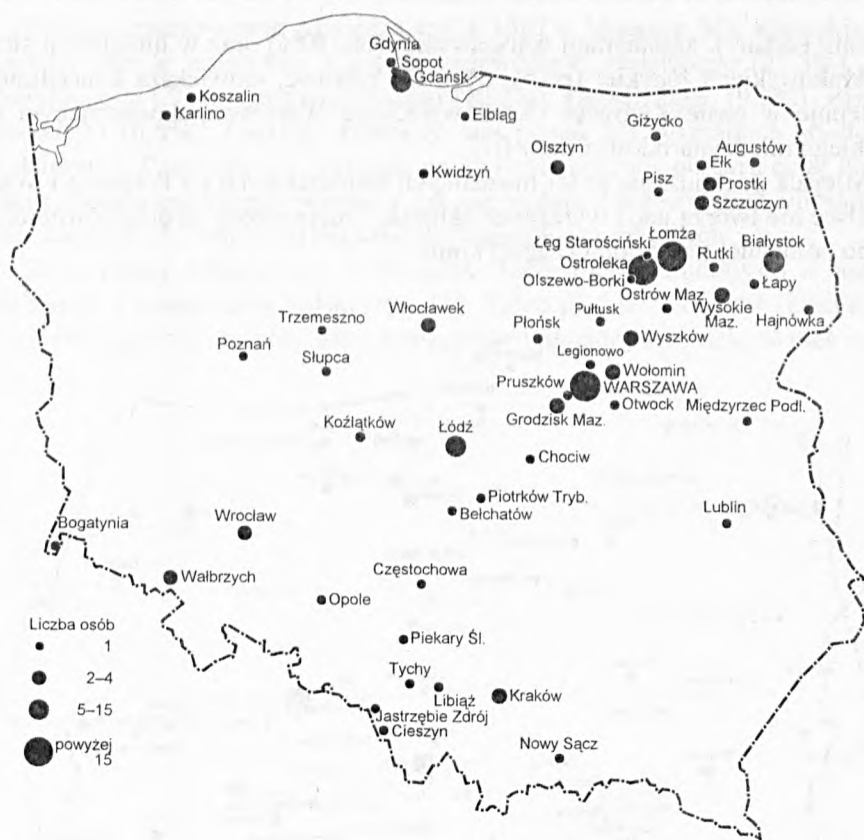 Gdynia
Sopot
Gdańsk
Koszalin
Karlino
Elbląg
Giżycko
Olsztyn
Ełk
Augustów
Kwidzyń
Pisz
Prostki
Szczuczyn
Łęg Starościński
Łomża
Białystok
Ostrołeka
Rutki
Olszewo-Borki
Łapy
Ostrów Maz.
Wysokie
Maz.
Hajnówka
Włocławek
Trzemeszno
Płońsk
Pułtusk
Wyszków
Poznań
Słupca
Legionowo
Wołomin
Pruszków
WARSZAWA
Grodzisk Maz.
Otwock
Międzyrzec Podl.
Koźlątków
Łódź
Chociw
Piotrków Tryb.
Bełchatów
Lublin
Bogatynia
Wrocław
Wałbrzych
Częstochowa
Opole
Piekary Śl.
Tychy
Libiąż
Kraków
Jastrzębie Zdrój
Cieszyn
Nowy Sącz
Liczba osób
1
2–4
5–15
powyżej
15